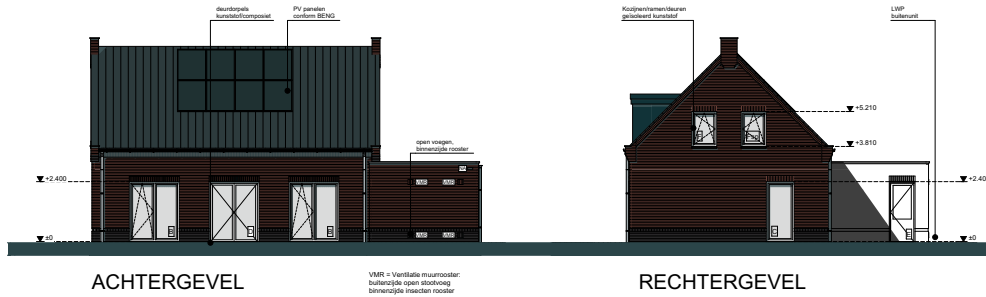 deurdorpels
kunststof/composiet
PV panelen
conform BENG
Kozijnen/ramen/deuren
geisoleerd kunststof
LWP
buitenunit
open voegen,
binnenzijde rooster
+5.210
+3.810
+2.400
VMR VMR
+2.40
VMR VMR
±0
±0
ACHTERGEVEL
VMR = Ventilatie muurrooster:
buitenzijde open stootvoeg
binnenzijde insecten rooster
RECHTERGEVEL